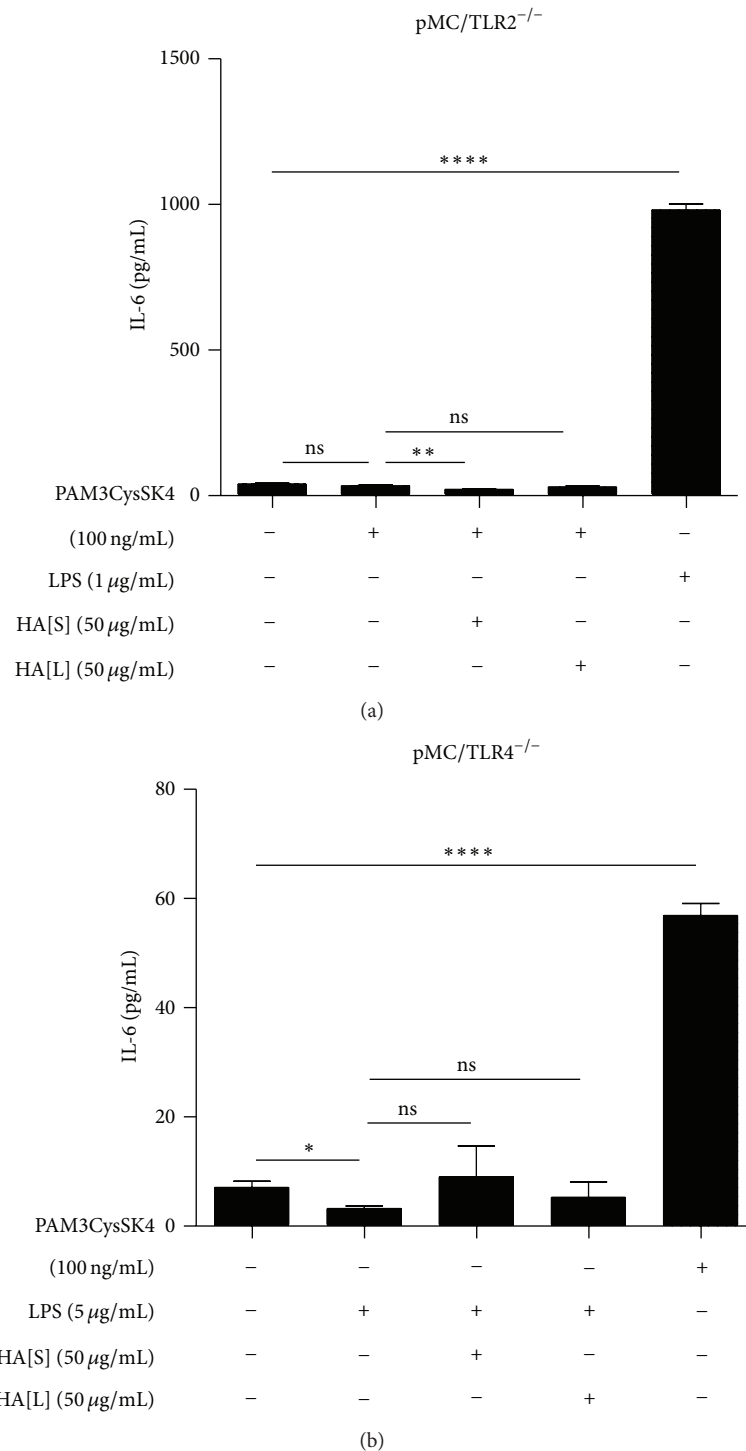 pMC/TLR2−/−
1500
1000
500
0
IL-6 (pg/mL)
****
ns
ns
**
PAM3CysSK4
(100 ng/mL) − + + + −
LPS (1 μg/mL) − − − − +
HA[S] (50 μg/mL) − − + − −
HA[L] (50 μg/mL) − − − + −
(a)
pMC/TLR4−/−
80
60
40
20
0
IL-6 (pg/mL)
****
ns
ns
*
PAM3CysSK4
(100 ng/mL) − − − − +
LPS (5 μg/mL) − + + + −
HA[S] (50 μg/mL) − − + − −
HA[L] (50 μg/mL) − − − + −
(b)